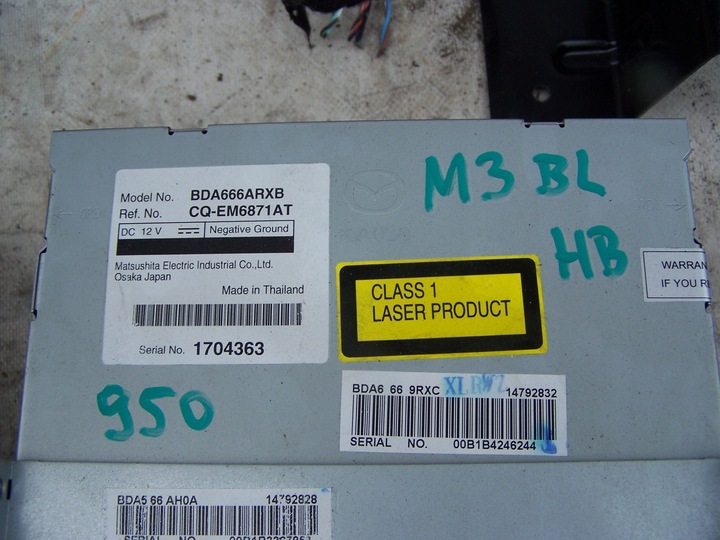 Model No. BDA666ARXB
Ref. No. CQ-EM6871AT
DC 12 V Negative Ground
Matsushita Electric Industrial Co.,Ltd.
Osaka Japan
Made in Thailand
Serial No. 1704363
M3 BL
HB
WARRAN
IF YOU R
CLASS 1
LASER PRODUCT
950
BDA6 66 9RXC 14792832
SERIAL NO. 00B1B4246244
BDA5 66 AH0A 14792828
SERIAL NO.